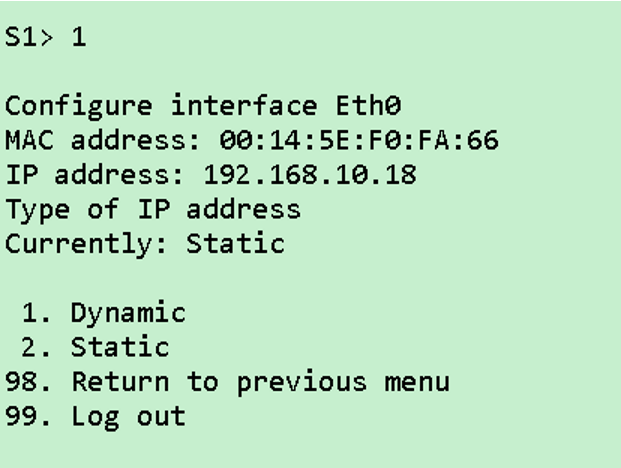 S1> 1
Configure interface Eth0
MAC address: 00:14:5E:F0:FA:66
IP address: 192.168.10.18
Type of IP address
Currently: Static
1. Dynamic
2. Static
98. Return to previous menu
99. Log out